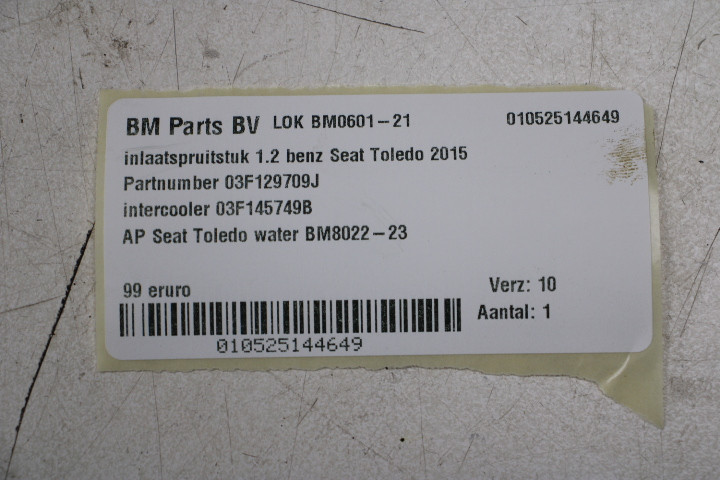 BM Parts BV LOK BM0601-21 010525144649
inlaatspruitstuk 1.2 benz Seat Toledo 2015
Partnumber 03F129709J
intercooler 03F145749B
AP Seat Toledo water BM8022-23
99 eruro Verz: 10
Aantal: 1
010525144649